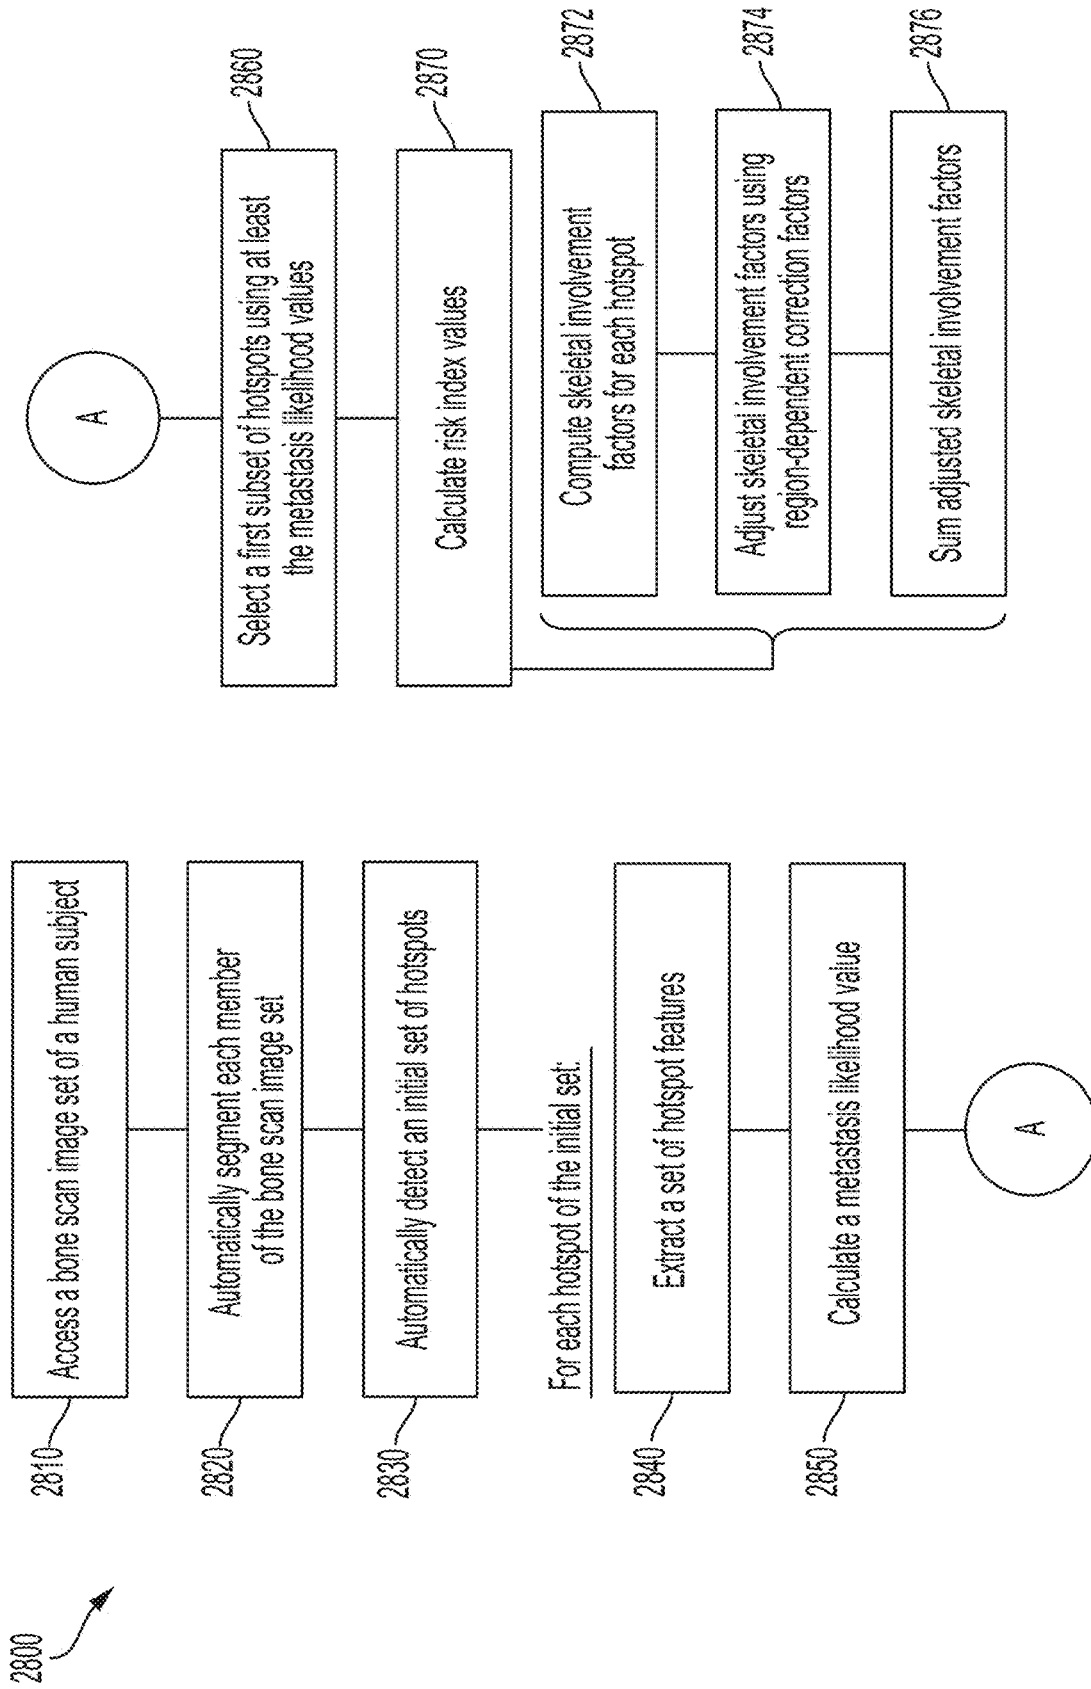 2800
2810
Access a bone scan image set of a human subject
2820
Automatically segment each member
of the bone scan image set
2830
Automatically detect an initial set of hotspots
For each hotspot of the initial set:
2840
Extract a set of hotspot features
2850
Calculate a metastasis likelihood value
A
A
2860
Select a first subset of hotspots using at least
the metastasis likelihood values
2870
Calculate risk index values
2872
Compute skeletal involvement
factors for each hotspot
2874
Adjust skeletal involvement factors using
region-dependent correction factors
2876
Sum adjusted skeletal involvement factors